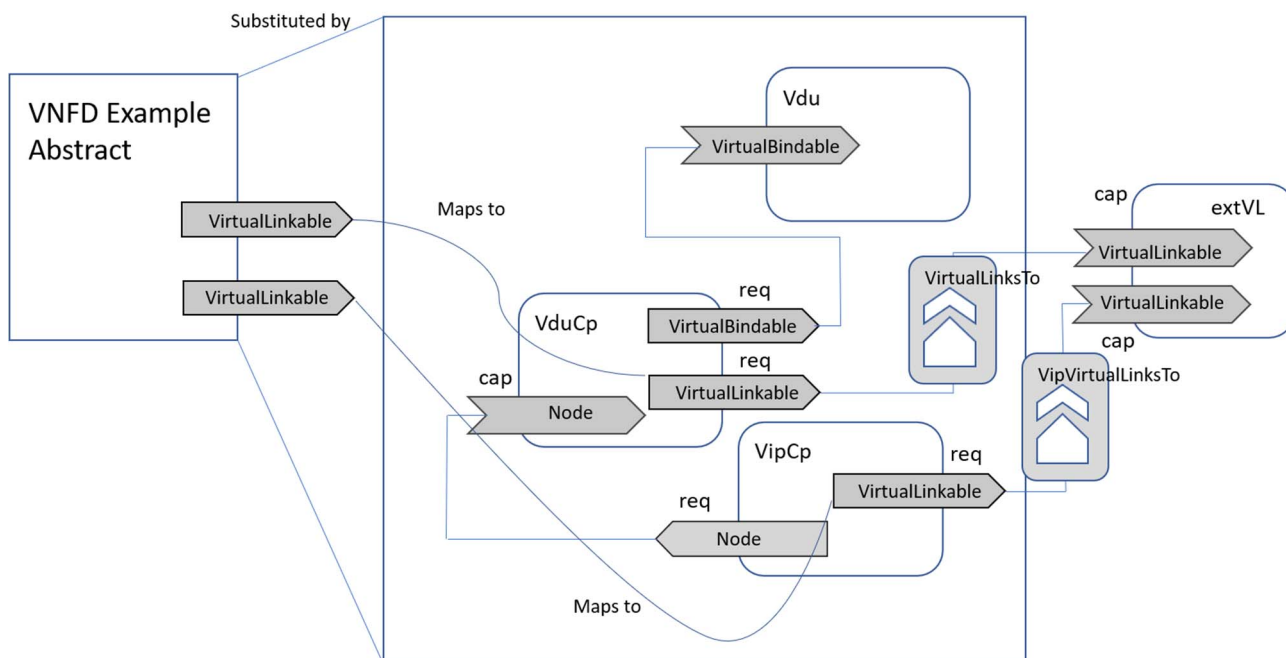 Substituted by
VNFD Example
Abstract
Vdu
VirtualBindable
VirtualLinkable
Maps to
cap
extVL
VirtualLinkable
VirtualLinkable
VirtualLinksTo
VirtualLinkable
req
VduCp
VirtualBindable
cap
req
VipVirtualLinksTo
cap
VirtualLinkable
Node
VipCp
req
VirtualLinkable
req
Node
Maps to